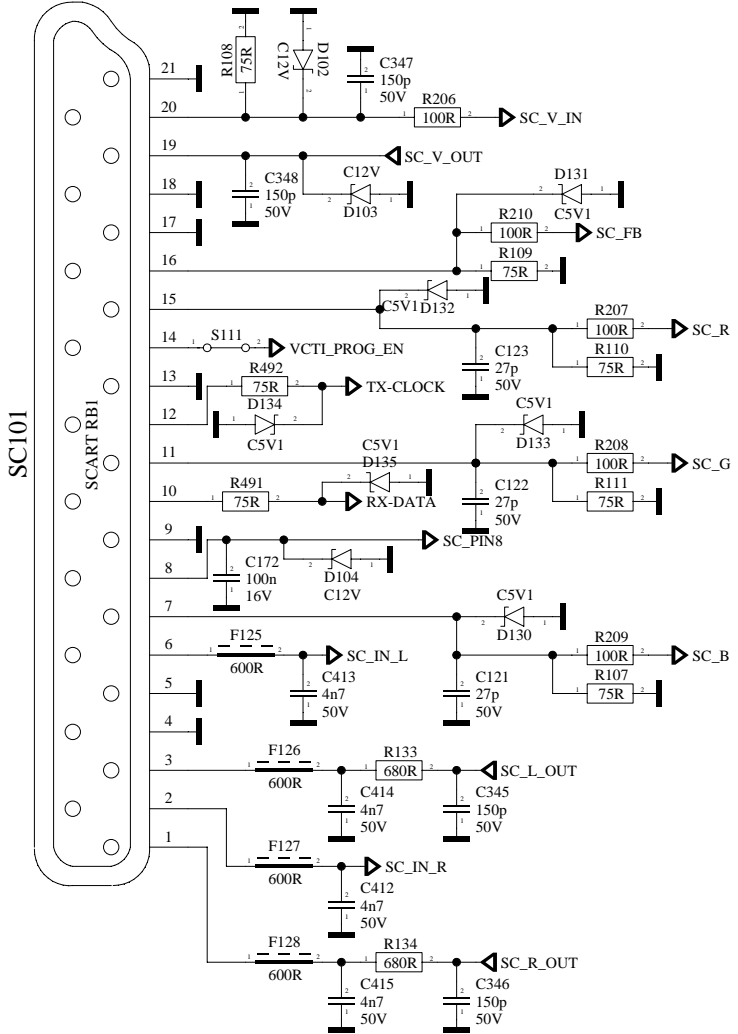 SC101
SCART RB1
21
20
19
18
17
16
15
14
13
12
11
10
9
8
7
6
5
4
3
2
1
R108
75R
D102
C12V
C347
150p
50V
R206
100R
SC_V_IN
SC_V_OUT
C348
150p
50V
C12V
D103
D131
C5V1
R210
100R
SC_FB
R109
75R
C5V1
D132
R207
100R
SC_R
R110
75R
C123
27p
50V
S111
VCTI_PROG_EN
R492
75R
TX-CLOCK
D134
C5V1
C5V1
D133
R208
100R
SC_G
R111
75R
C122
27p
50V
C5V1
D135
R491
75R
RX-DATA
SC_PIN8
C172
100n
16V
D104
C12V
C5V1
D130
R209
100R
SC_B
R107
75R
C121
27p
50V
F125
600R
SC_IN_L
C413
4n7
50V
F126
600R
R133
680R
SC_L_OUT
C414
4n7
50V
C345
150p
50V
F127
600R
SC_IN_R
C412
4n7
50V
F128
600R
R134
680R
SC_R_OUT
C415
4n7
50V
C346
150p
50V